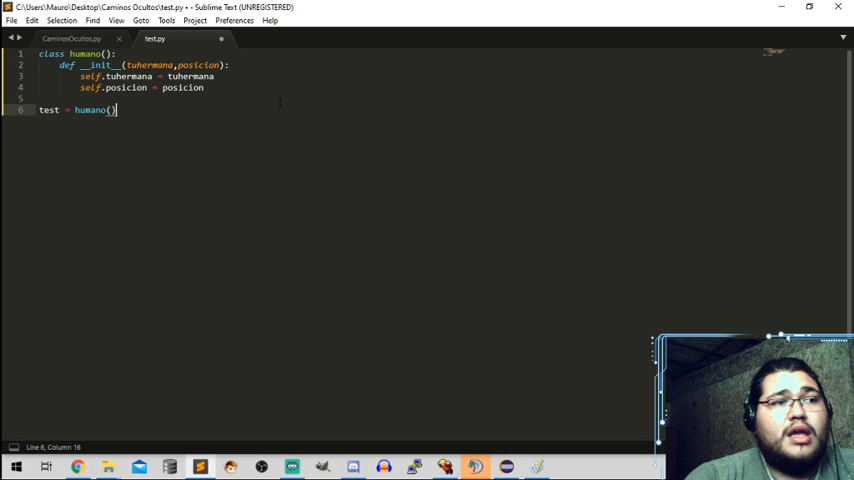 C:\Users\Mauro\Desktop\Caminos Ocultos\test.py • - Sublime Text (UNREGISTERED)
File Edit Selection Find View Goto Tools Project Preferences Help
CaminosOcultos.py
test.py
1 class humano():
2 def __init__(tuhermana,posicion):
3 self.tuhermana = tuhermana
4 self.posicion = posicion
5
6 test = humano()
Line 6, Column 16